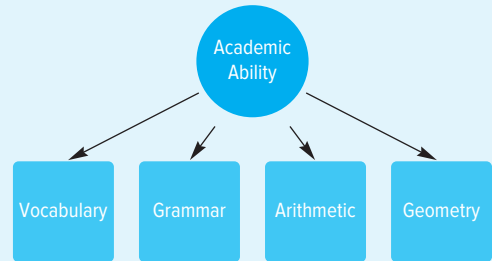 Academic
Ability
Vocabulary
Grammar
Arithmetic
Geometry